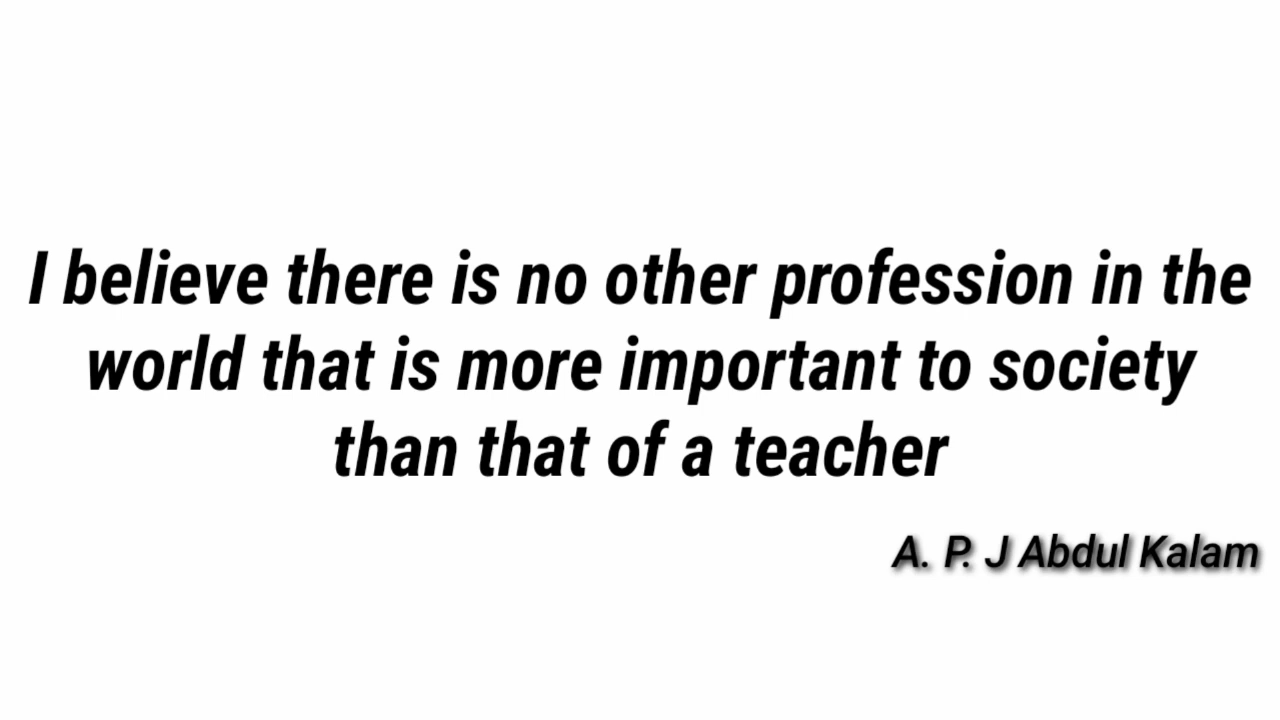 I believe there is no other profession in the
world that is more important to society
than that of a teacher
A. P. J Abdul Kalam